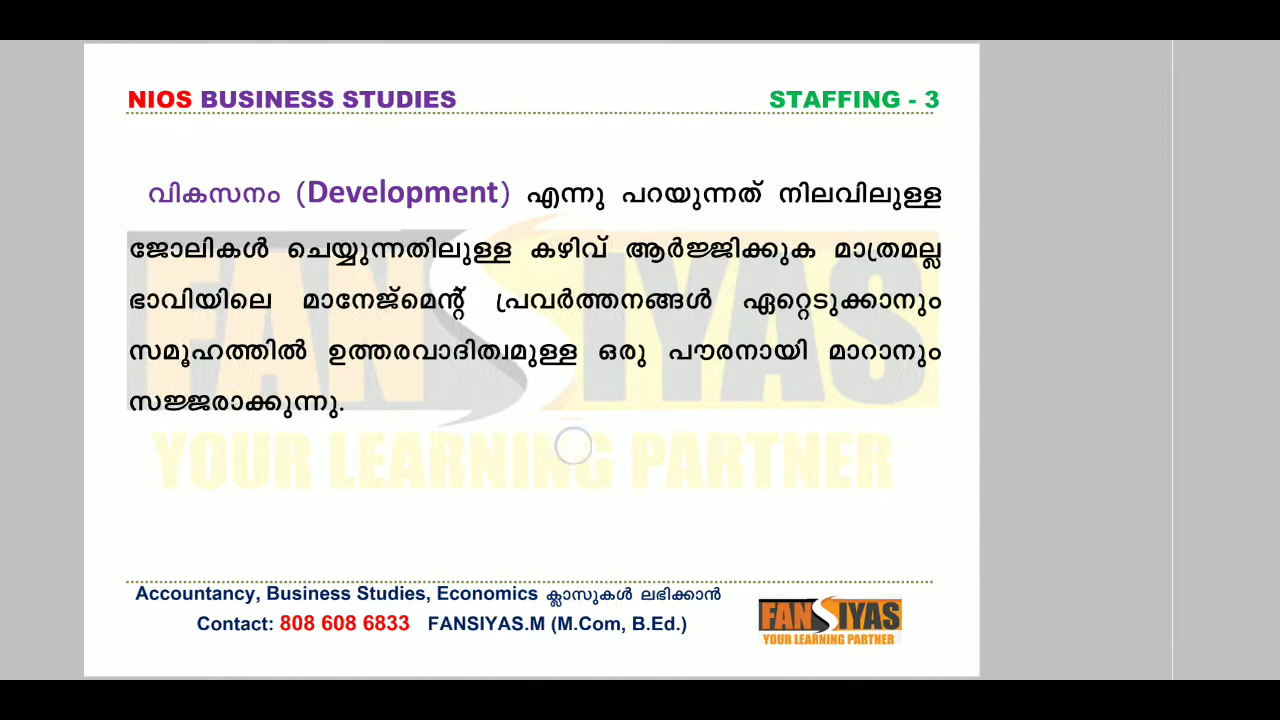 NIOS BUSINESS STUDIES STAFFING - 3
വികസനം (Development) എന്നു പറയുന്നത് നിലവിലുള്ള
ജോലികൾ ചെയ്യുന്നതിലുള്ള കഴിവ് ആർജ്ജിക്കുക മാത്രമല്ല
ഭാവിയിലെ മാനേജ്മെന്റ് പ്രവർത്തനങ്ങൾ ഏറ്റെടുക്കാനും
സമൂഹത്തിൽ ഉത്തരവാദിത്വമുള്ള ഒരു പൗരനായി മാറാനും
സജ്ജരാക്കുന്നു.
FANSIYAS
YOUR LEARNING PARTNER
Accountancy, Business Studies, Economics ക്ലാസുകൾ ലഭിക്കാൻ
Contact: 808 608 6833 FANSIYAS.M (M.Com, B.Ed.)
FANSIYAS
YOUR LEARNING PARTNER